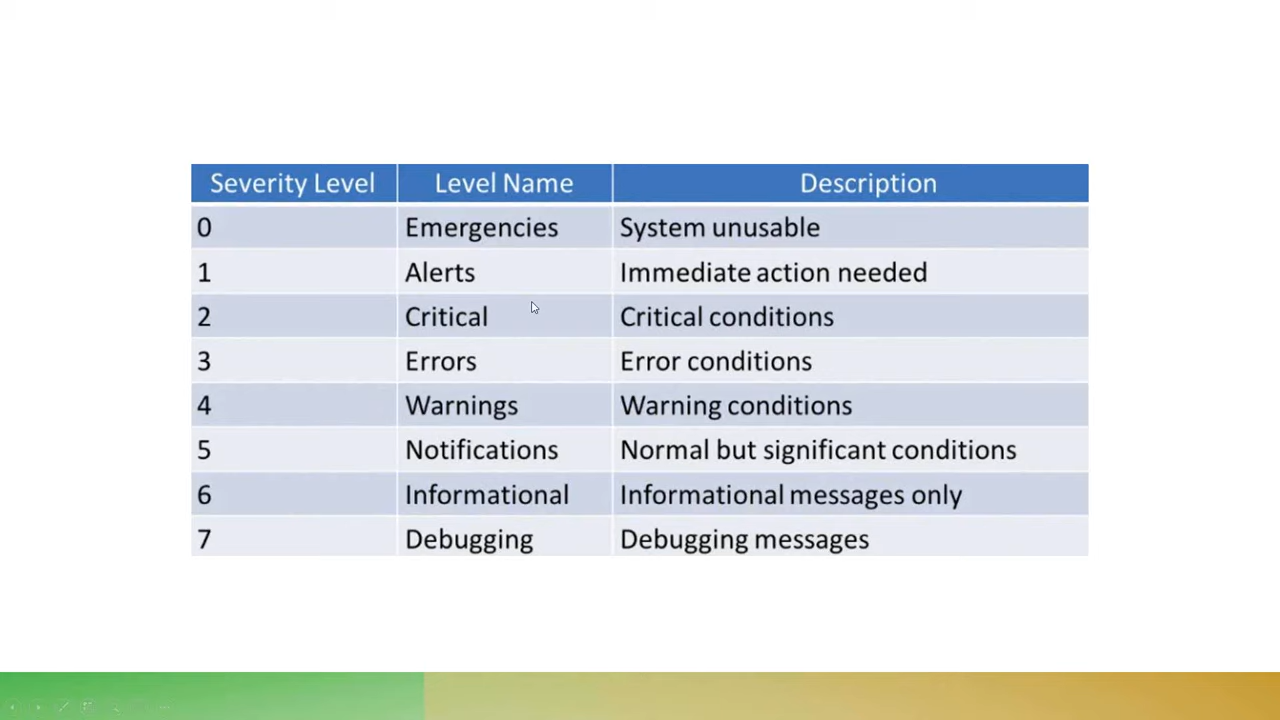 Severity Level Level Name Description
0 Emergencies System unusable
1 Alerts Immediate action needed
2 Critical Critical conditions
3 Errors Error conditions
4 Warnings Warning conditions
5 Notifications Normal but significant conditions
6 Informational Informational messages only
7 Debugging Debugging messages